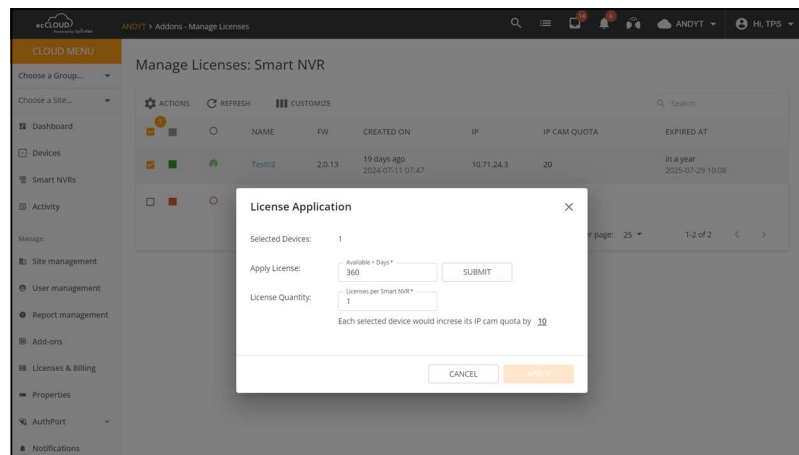 ecCLOUD
ANDYT > Addons - Manage Licenses
14
6
ANDYT
Hi, TPS
CLOUD MENU
Choose a Group...
Choose a Site...
Dashboard
Devices
Smart NVRs
Activity
Manage
Site management
User management
Report management
Add-ons
Licenses & Billing
Properties
AuthPort
Notifications
Manage Licenses: Smart NVR
ACTIONS
REFRESH
CUSTOMIZE
Search
1
NAME
FW
CREATED ON
IP
IP CAM QUOTA
EXPIRED AT
Test02
2.0.13
19 days ago
2024-07-11 07:47
10.71.24.3
20
in a year
2025-07-29 10:08
r page: 25
1-2 of 2
License Application
Selected Devices: 1
Apply License:
Available > Days *
360
SUBMIT
License Quantity:
Licenses per Smart NVR *
1
Each selected device would increse its IP cam quota by 10
CANCEL
APPLY